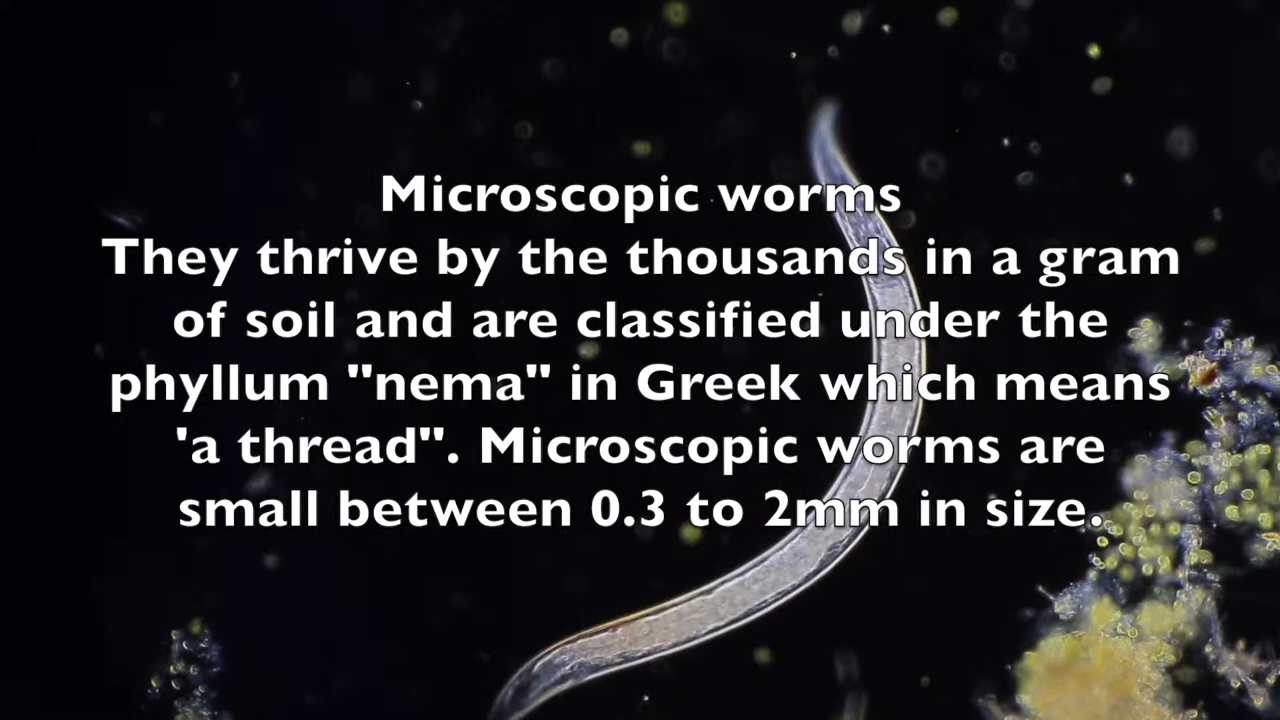 Microscopic worms
They thrive by the thousands in a gram
of soil and are classified under the
phyllum "nema" in Greek which means
'a thread". Microscopic worms are
small between 0.3 to 2mm in size.